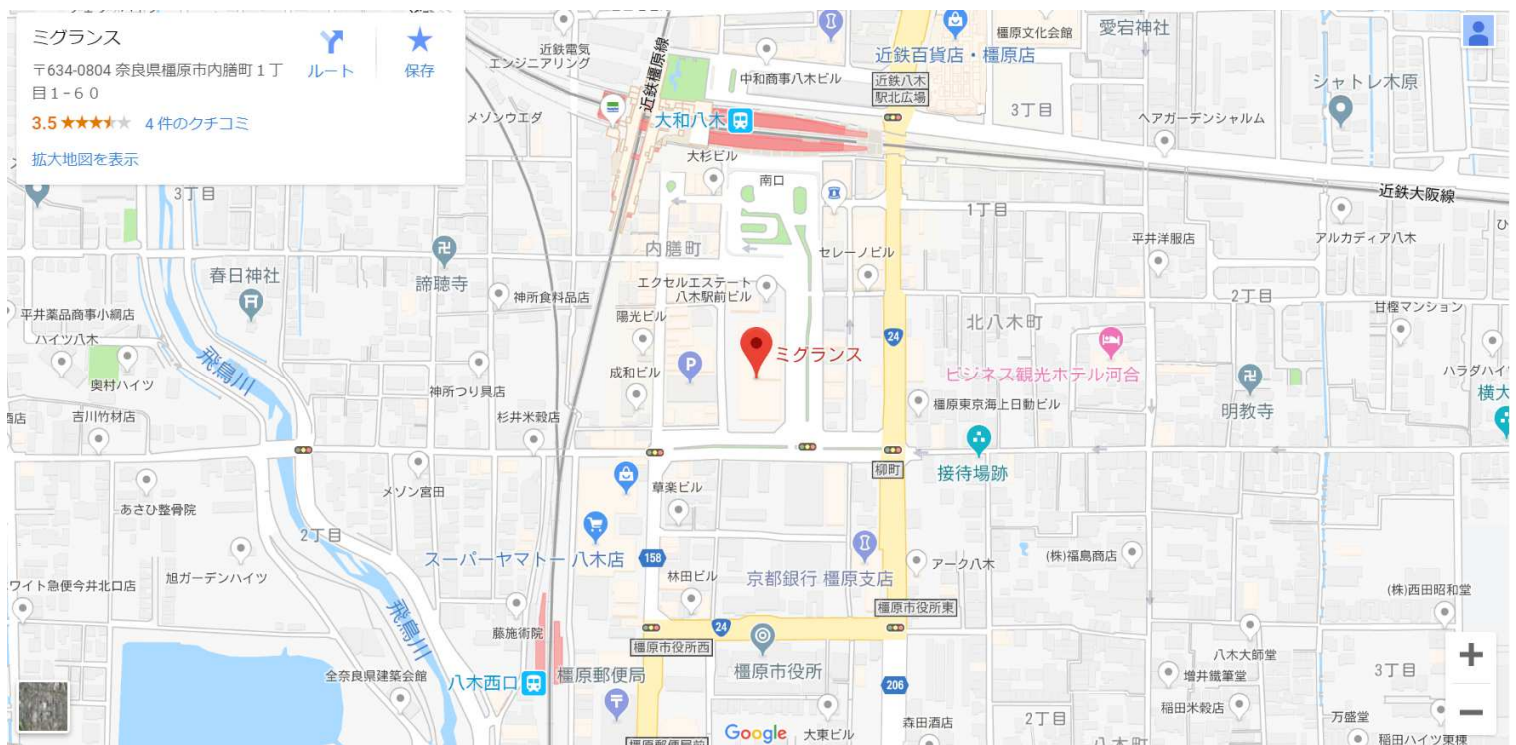 ミグランス
〒634-0804 奈良県橿原市内膳町1丁
目1-60
3.5
4 件のクチコミ
拡大地図を表示
ルート
保存
近鉄電気
エンジニアリング
近鉄橿原線
中和商事八木ビル
近鉄百貨店・橿原店
橿原文化会館
愛宕神社
近鉄八木
駅北広場
3丁目
シャトレ木原
ヘアガーデンシャルム
メゾンウエダ
大和八木
大杉ビル
南口
3丁目
1丁目
近鉄大阪線
平井洋服店
アルカディア八木
ひ
内膳町
セレーノビル
春日神社
諦聴寺
神所食料品店
エクセルエステート
八木駅前ビル
2丁目
甘樫マンション
平井薬品商事小綱店
ハイツ八木
陽光ビル
北八木町
24
飛鳥川
ミグランス
P
成和ビル
ビジネス観光ホテル河合
ハラダハイ
奥村ハイツ
神所つり具店
橿原東京海上日動ビル
明教寺
横大
酒店
吉川竹材店
杉井米穀店
柳町
接待場跡
メゾン宮田
草楽ビル
あさひ整骨院
2丁目
スーパーヤマトー 八木店
158
アーク八木
(株)福島商店
ワイト急便今井北口店
旭ガーデンハイツ
林田ビル
京都銀行 橿原支店
(株)西田昭和堂
橿原市役所東
飛鳥川
藤施術院
24
橿原市役所西
八木大師堂
全奈良県建築会館
八木西口
橿原郵便局
橿原市役所
206
増井鐵筆堂
3丁目
稲田米穀店
Google
大東ビル
森田酒店
2丁目
万盛堂
橿原郵便局前
八木町
稲田ハイツ東棟